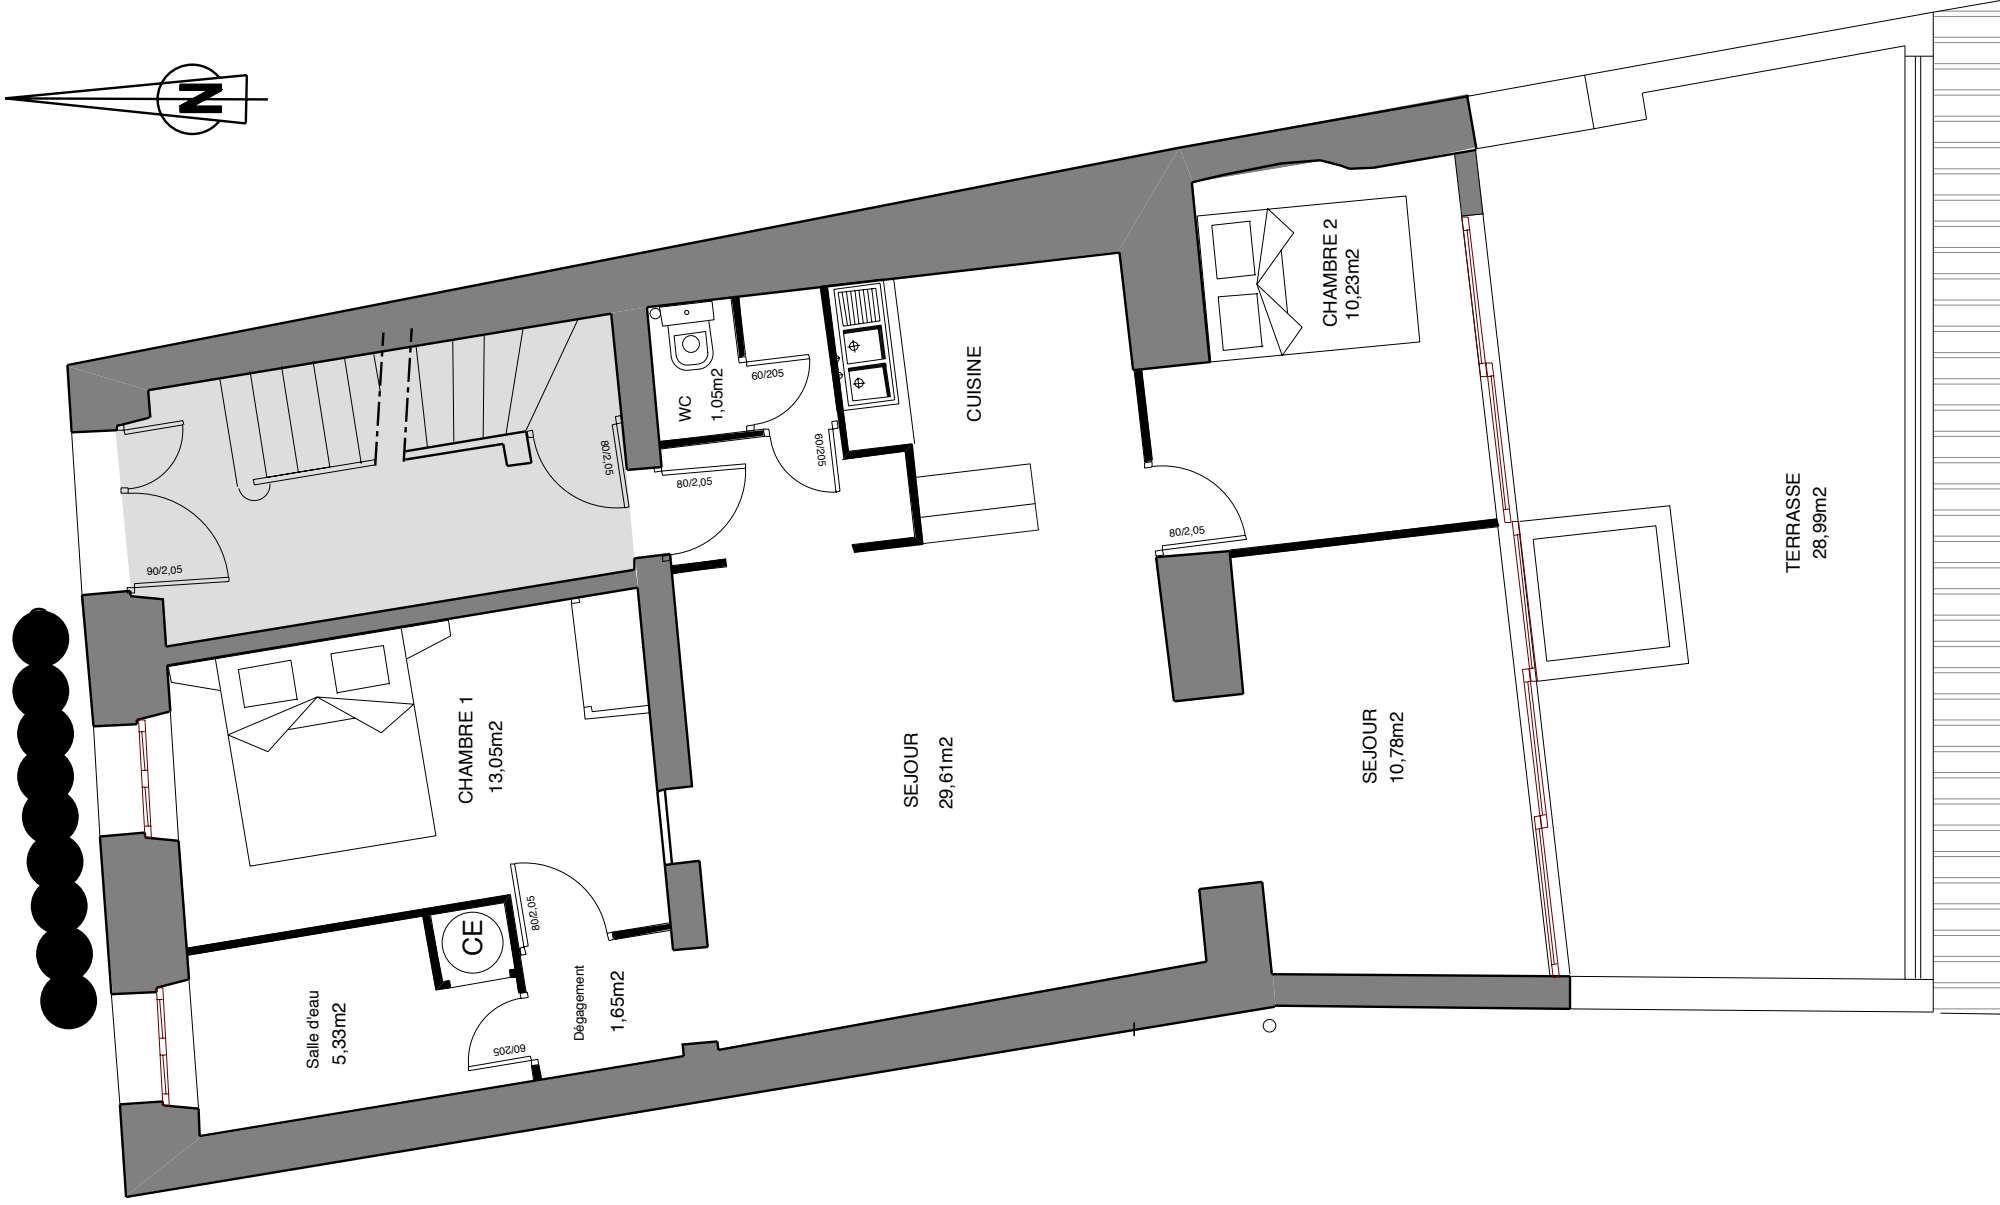 N
90/2,05
80/2,05
80/2,05
WC
1,05m2
60/205
60/205
CUISINE
CHAMBRE 2
10,23m2
80/2,05
TERRASSE
28,99m2
CHAMBRE 1
13,05m2
SEJOUR
29,61m2
SEJOUR
10,78m2
CE
80/2,05
Salle d'eau
5,33m2
60/205
Dégagement
1,65m2